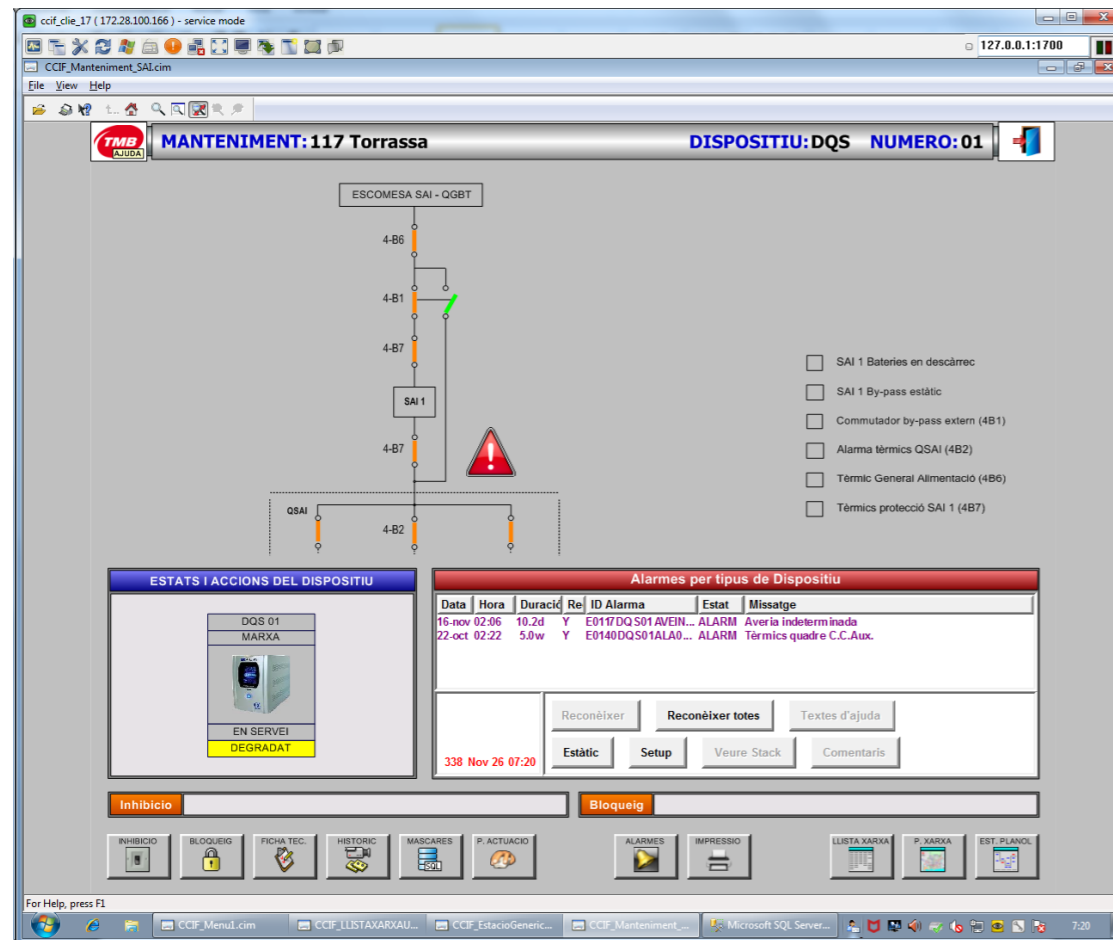 ccif_clie_17 ( 172.28.100.166 ) - service mode
127.0.0.1:1700
CCIF_Manteniment_SAI.cim
File View Help
t..
TMB AJUDA MANTENIMENT: 117 Torrassa DISPOSITIU: DQS NUMERO: 01
ESCOMESA SAI - QGBT
4-B6
4-B1
4-B7
SAI 1
4-B7
QSAI
4-B2
SAI 1 Bateries en descàrrec
SAI 1 By-pass estàtic
Commutador by-pass extern (4B1)
Alarma tèrmics QSAI (4B2)
Tèrmic General Alimentació (4B6)
Tèrmics protecció SAI 1 (4B7)
ESTATS I ACCIONS DEL DISPOSITIU
DQS 01
MARXA
EN SERVEI
DEGRADAT
Alarmes per tipus de Dispositiu
Data Hora Duració Re ID Alarma Estat Missatge
16-nov 02:06 10.2d Y E0117DQS01AVEIN... ALARM Averia indeterminada
22-oct 02:22 5.0w Y E0140DQS01ALA0... ALARM Tèrmics quadre C.C.Aux.
Reconèixer Reconèixer totes Textes d'ajuda
Estàtic Setup Veure Stack Comentaris
338 Nov 26 07:20
Inhibicio Bloqueig
INHIBICIO BLOQUEIG FICHA TEC. HISTORIC MASCARES P. ACTUACIO ALARMES IMPRESSIO LLISTA XARXA P. XARXA EST. PLANOL
SQL
For Help, press F1
CCIF_Menu1.cim CCIF_LLISTAXARXAU... CCIF_EstacioGeneric... CCIF_Manteniment_... Microsoft SQL Server... 7:20